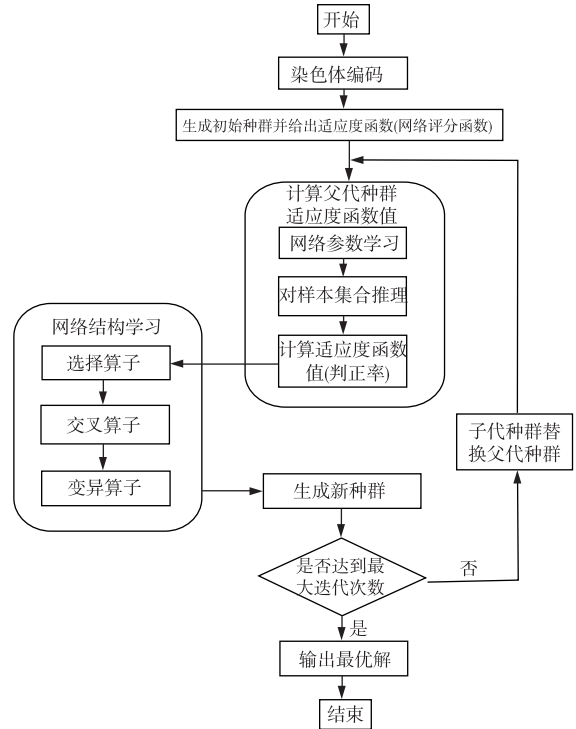 开始
染色体编码
生成初始种群并给出适应度函数(网络评分函数)
计算父代种群
适应度函数值
网络参数学习
对样本集合推理
计算适应度函数
值(判正率)
网络结构学习
选择算子
交叉算子
变异算子
子代种群替
换父代种群
生成新种群
是否达到最
大迭代次数
否
是
输出最优解
结束